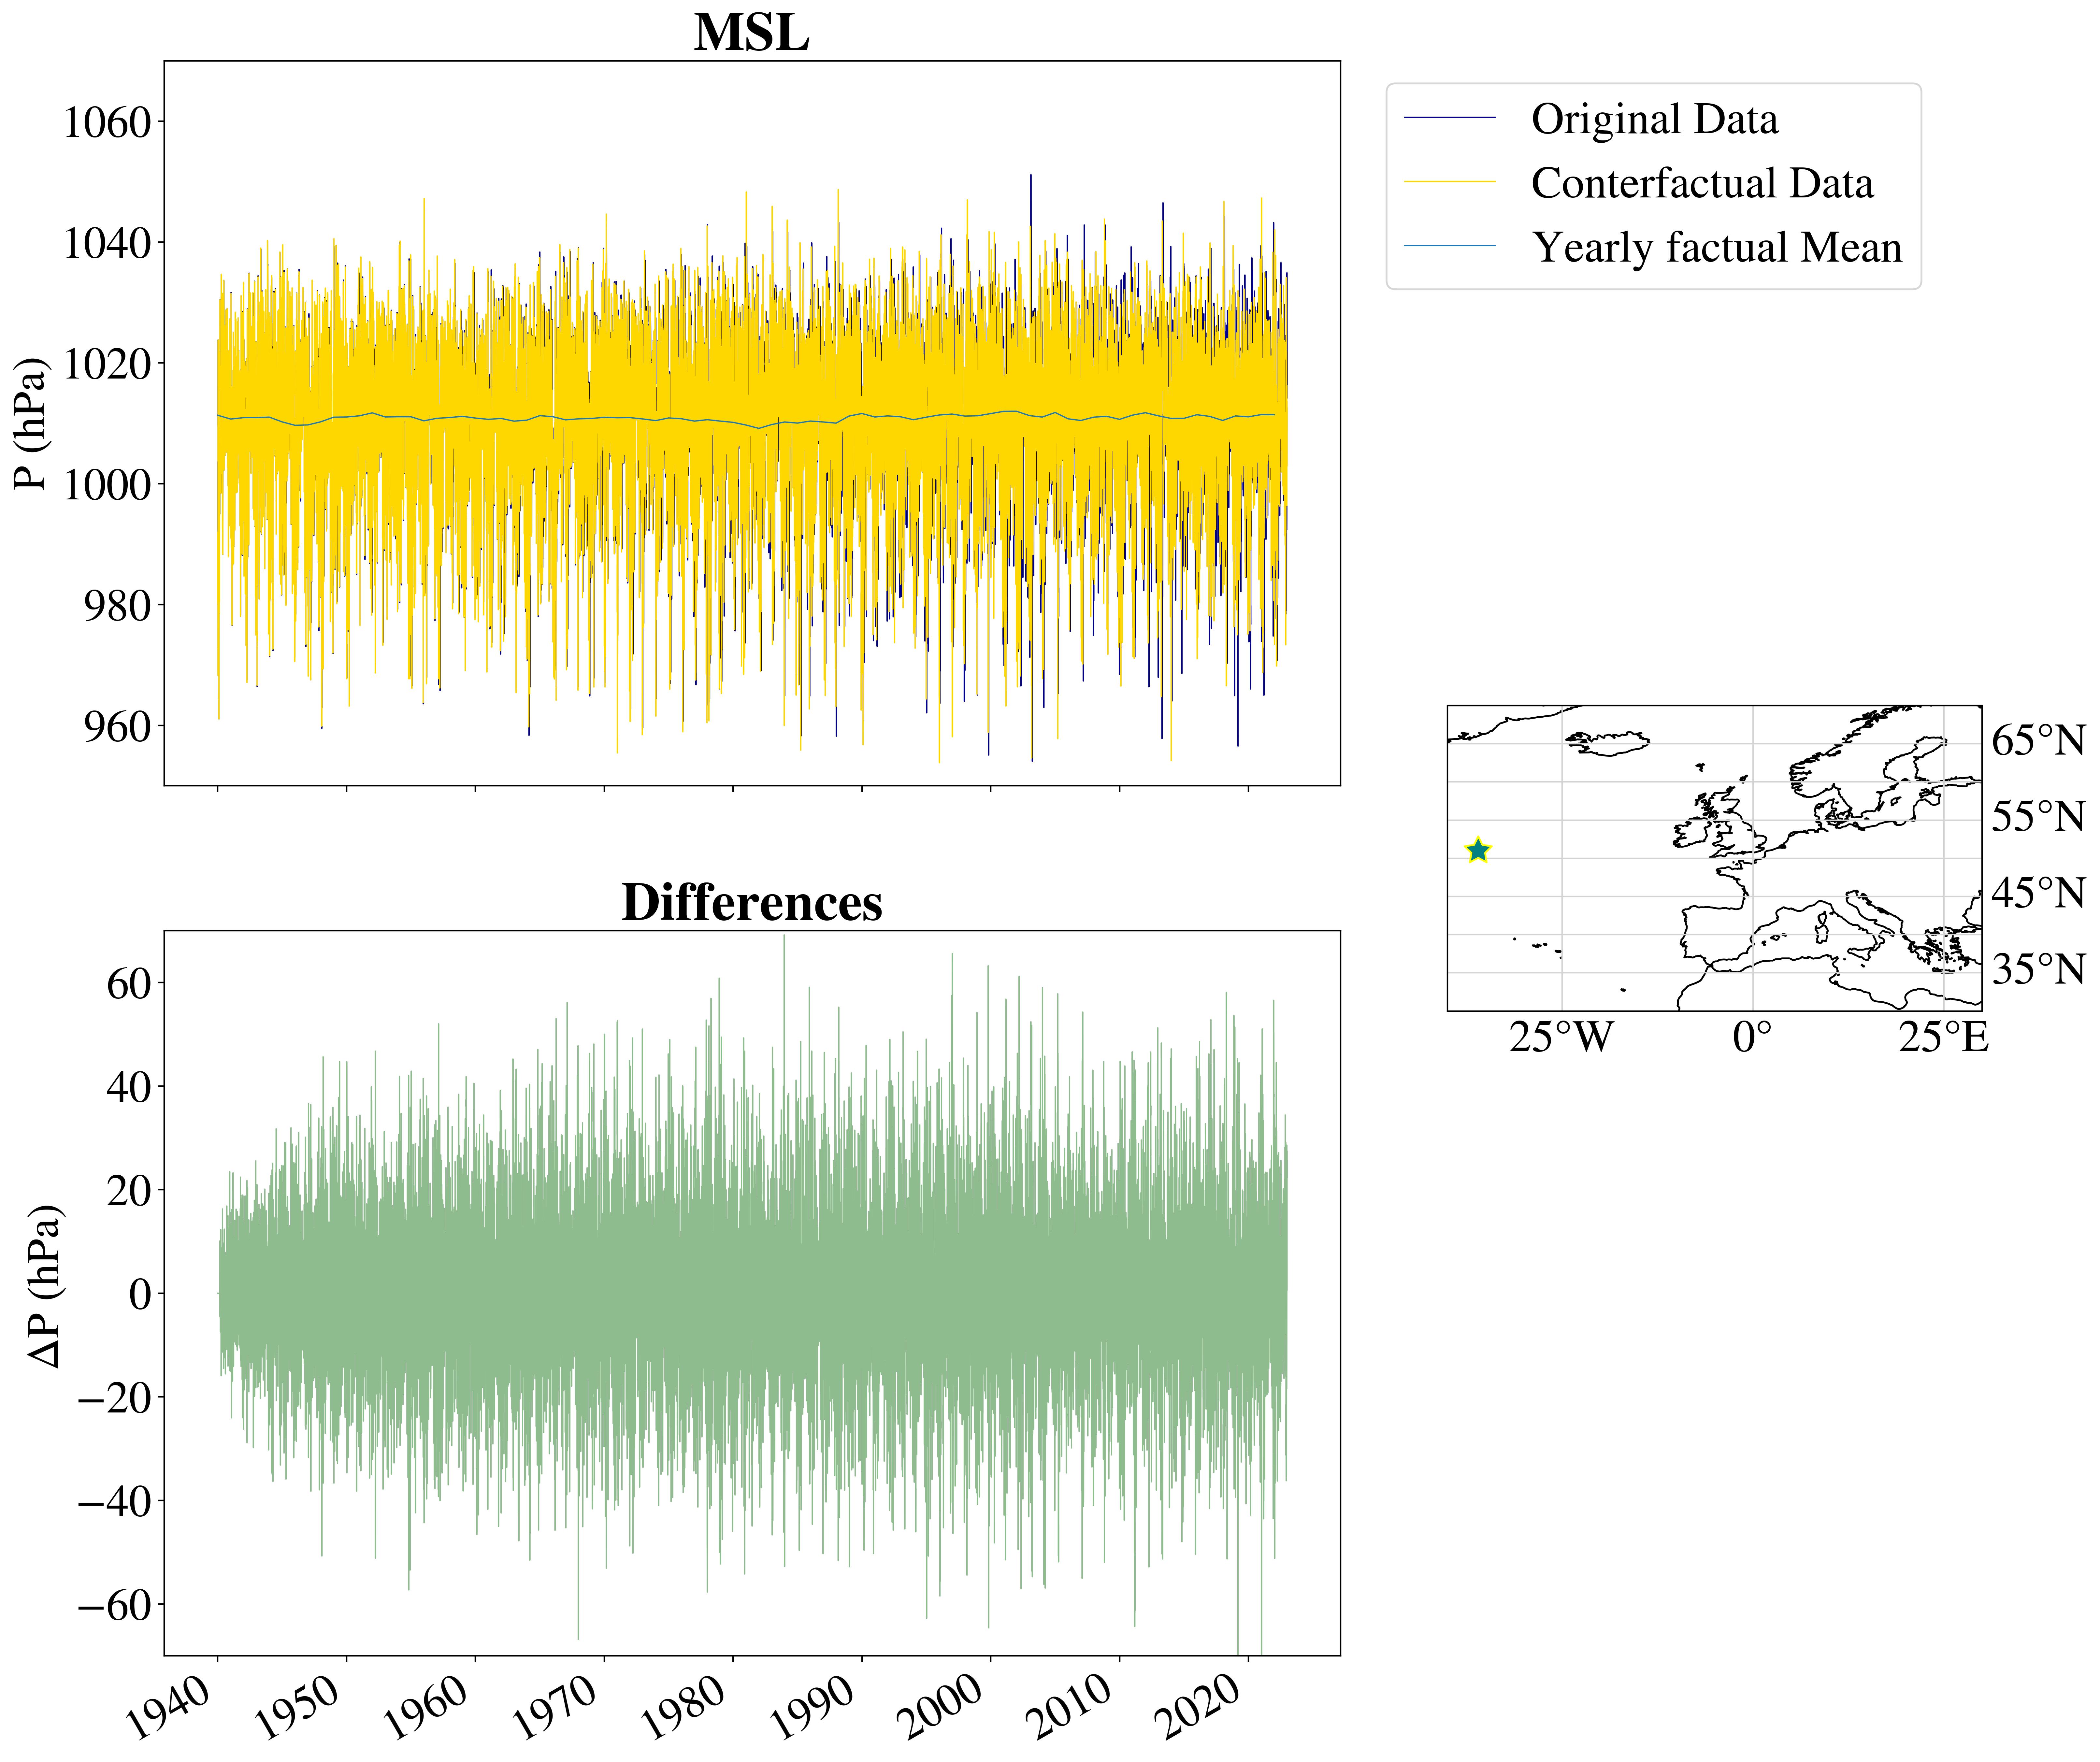 MSL
1060
1040
1020
1000
980
960
P (hPa)
Original Data
Conterfactual Data
Yearly factual Mean
65°N
55°N
45°N
35°N
25°W 0° 25°E
Differences
60
40
20
0
−20
−40
−60
ΔP (hPa)
1940 1950 1960 1970 1980 1990 2000 2010 2020